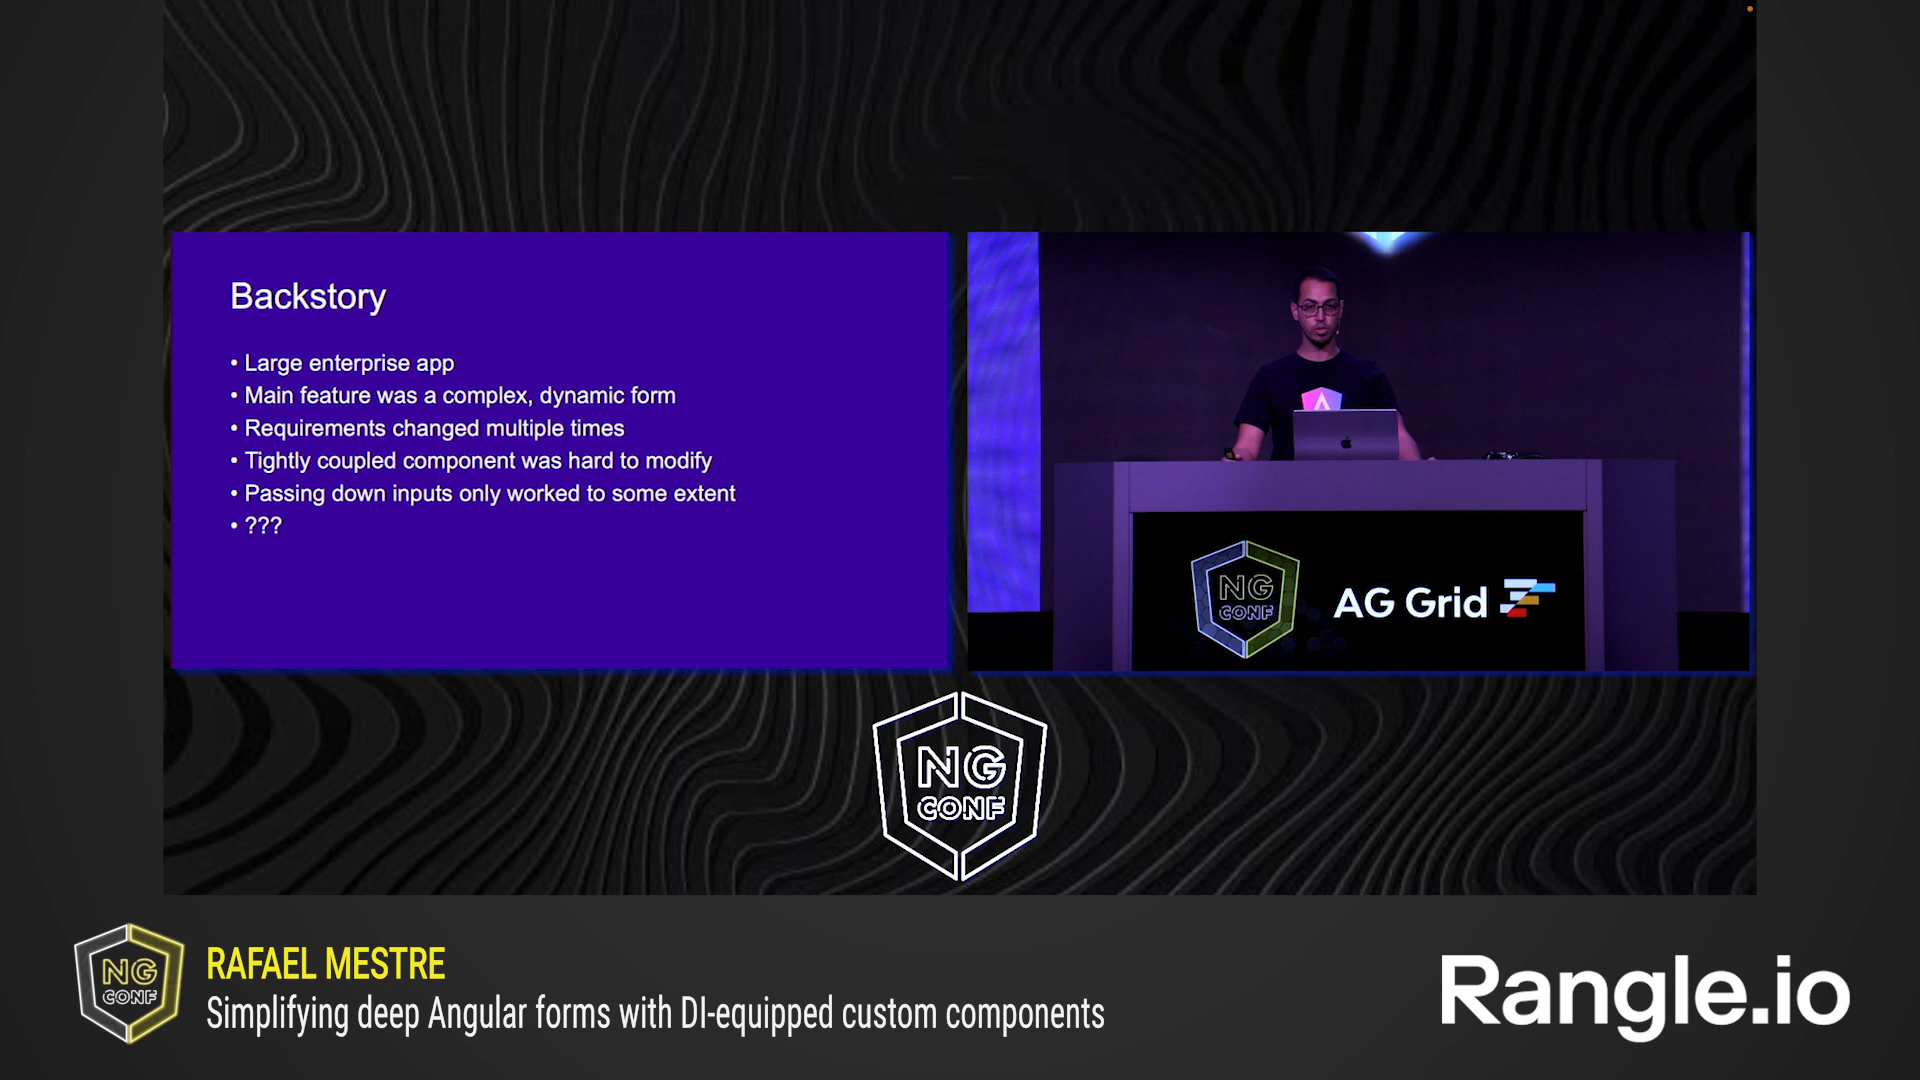 Backstory
• Large enterprise app
• Main feature was a complex, dynamic form
• Requirements changed multiple times
• Tightly coupled component was hard to modify
• Passing down inputs only worked to some extent
• ???
NG
CONF
AG Grid
NG
CONF
NG
CONF
RAFAEL MESTRE
Simplifying deep Angular forms with DI-equipped custom components
Rangle.io